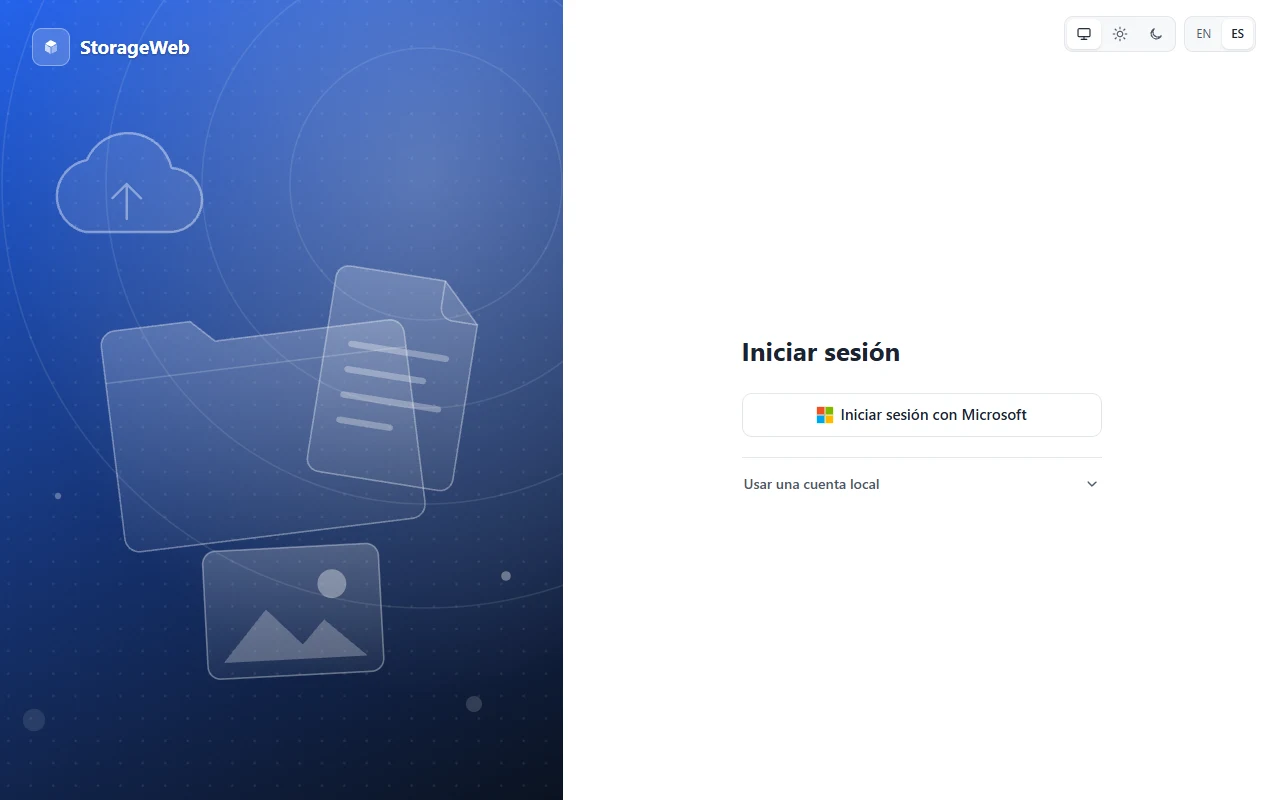 StorageWeb
EN
ES
Iniciar sesión
Iniciar sesión con Microsoft
Usar una cuenta local